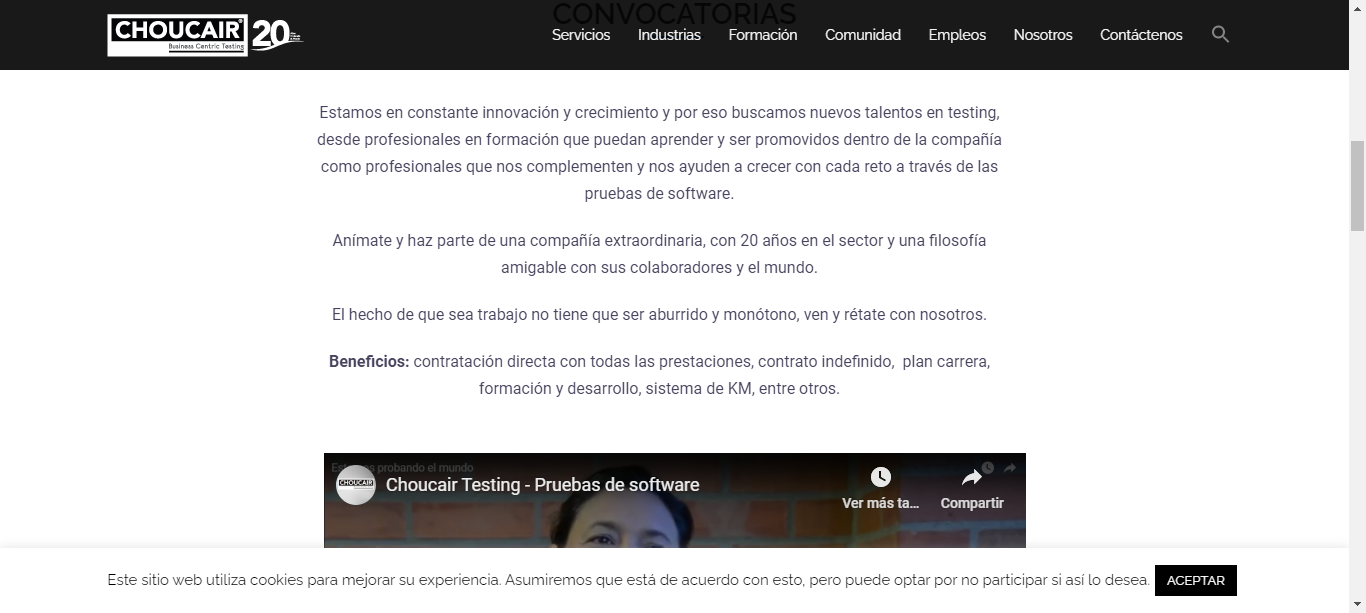 CONVOCATORIAS
CHOUCAIR
Business Centric Testing
20
Servicios
Industrias
Formación
Comunidad
Empleos
Nosotros
Contáctenos
Estamos en constante innovación y crecimiento y por eso buscamos nuevos talentos en testing,
desde profesionales en formación que puedan aprender y ser promovidos dentro de la compañía
como profesionales que nos complementen y nos ayuden a crecer con cada reto a través de las
pruebas de software.
Anímate y haz parte de una compañía extraordinaria, con 20 años en el sector y una filosofía
amigable con sus colaboradores y el mundo.
El hecho de que sea trabajo no tiene que ser aburrido y monótono, ven y rétate con nosotros.
Beneficios: contratación directa con todas las prestaciones, contrato indefinido,  plan carrera,
formación y desarrollo, sistema de KM, entre otros.
probando el mundo
CHOUCAIR
Choucair Testing - Pruebas de software
Ver más ta...
Compartir
Este sitio web utiliza cookies para mejorar su experiencia. Asumiremos que está de acuerdo con esto, pero puede optar por no participar si así lo desea.
ACEPTAR